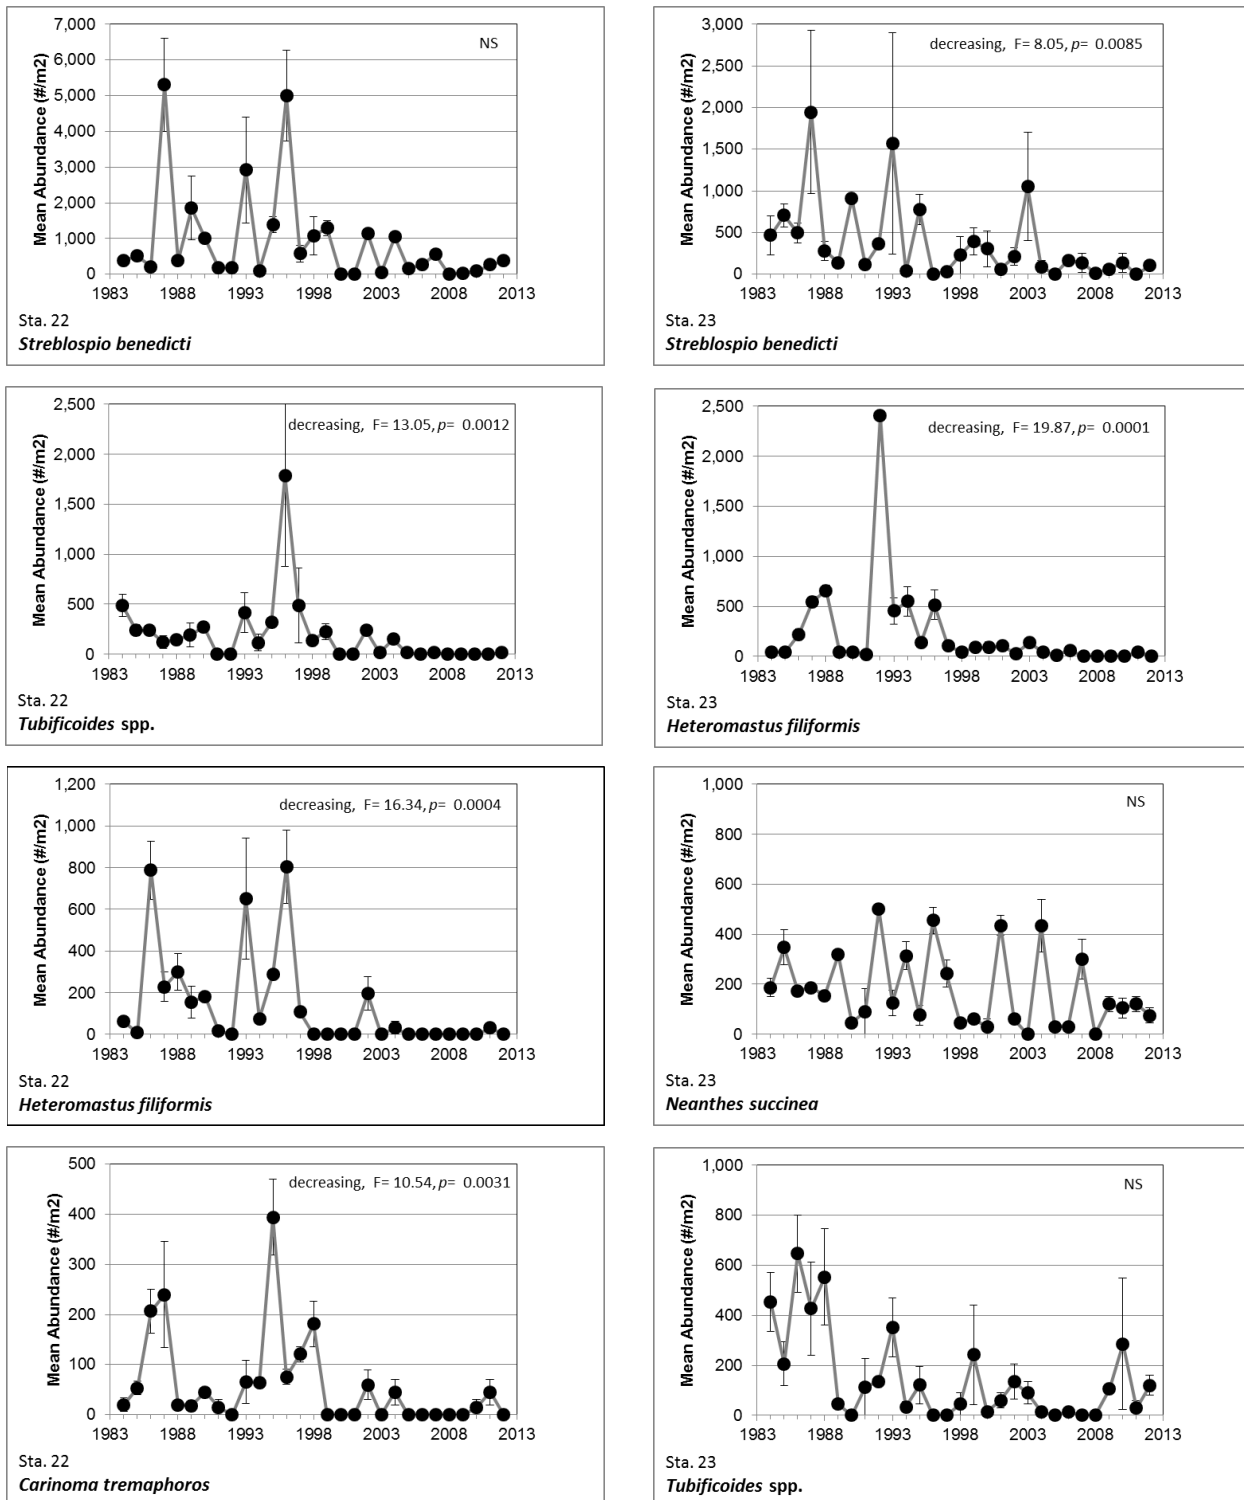 7,000
6,000
5,000
4,000
3,000
2,000
1,000
0
Mean Abundance (#/m2)
NS
1983 1988 1993 1998 2003 2008 2013
Sta. 22
Streblospio benedicti
3,000
2,500
2,000
1,500
1,000
500
0
Mean Abundance (#/m2)
decreasing, F= 8.05, p= 0.0085
1983 1988 1993 1998 2003 2008 2013
Sta. 23
Streblospio benedicti
2,500
2,000
1,500
1,000
500
0
Mean Abundance (#/m2)
decreasing, F= 13.05, p= 0.0012
1983 1988 1993 1998 2003 2008 2013
Sta. 22
Tubificoides spp.
2,500
2,000
1,500
1,000
500
0
Mean Abundance (#/m2)
decreasing, F= 19.87, p= 0.0001
1983 1988 1993 1998 2003 2008 2013
Sta. 23
Heteromastus filiformis
1,200
1,000
800
600
400
200
0
Mean Abundance (#/m2)
decreasing, F= 16.34, p= 0.0004
1983 1988 1993 1998 2003 2008 2013
Sta. 22
Heteromastus filiformis
1,000
800
600
400
200
0
Mean Abundance (#/m2)
NS
1983 1988 1993 1998 2003 2008 2013
Sta. 23
Neanthes succinea
500
400
300
200
100
0
Mean Abundance (#/m2)
decreasing, F= 10.54, p= 0.0031
1983 1988 1993 1998 2003 2008 2013
Sta. 22
Carinoma tremaphoros
1,000
800
600
400
200
0
Mean Abundance (#/m2)
NS
1983 1988 1993 1998 2003 2008 2013
Sta. 23
Tubificoides spp.